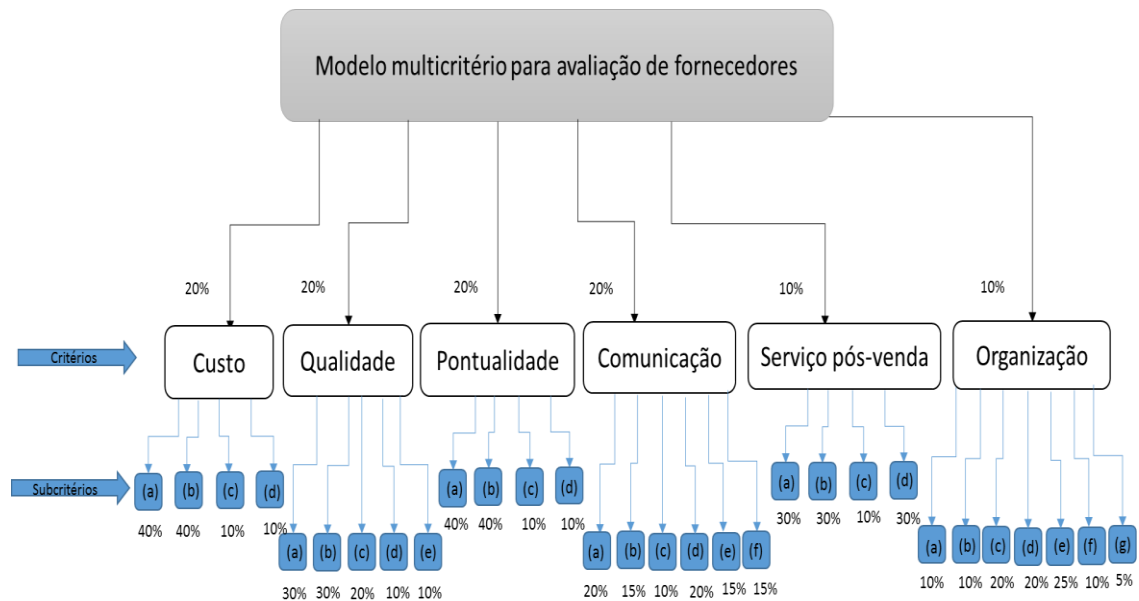 Modelo multicritério para avaliação de fornecedores
20% 20% 20% 20% 10% 10%
Critérios
Custo
Qualidade
Pontualidade
Comunicação
Serviço pós-venda
Organização
Subcritérios
(a) (b) (c) (d)
40% 40% 10% 10%
(a) (b) (c) (d) (e)
30% 30% 20% 10% 10%
(a) (b) (c) (d)
40% 40% 10% 10%
(a) (b) (c) (d) (e) (f)
20% 15% 10% 20% 15% 15%
(a) (b) (c) (d)
30% 30% 10% 30%
(a) (b) (c) (d) (e) (f) (g)
10% 10% 20% 20% 25% 10% 5%